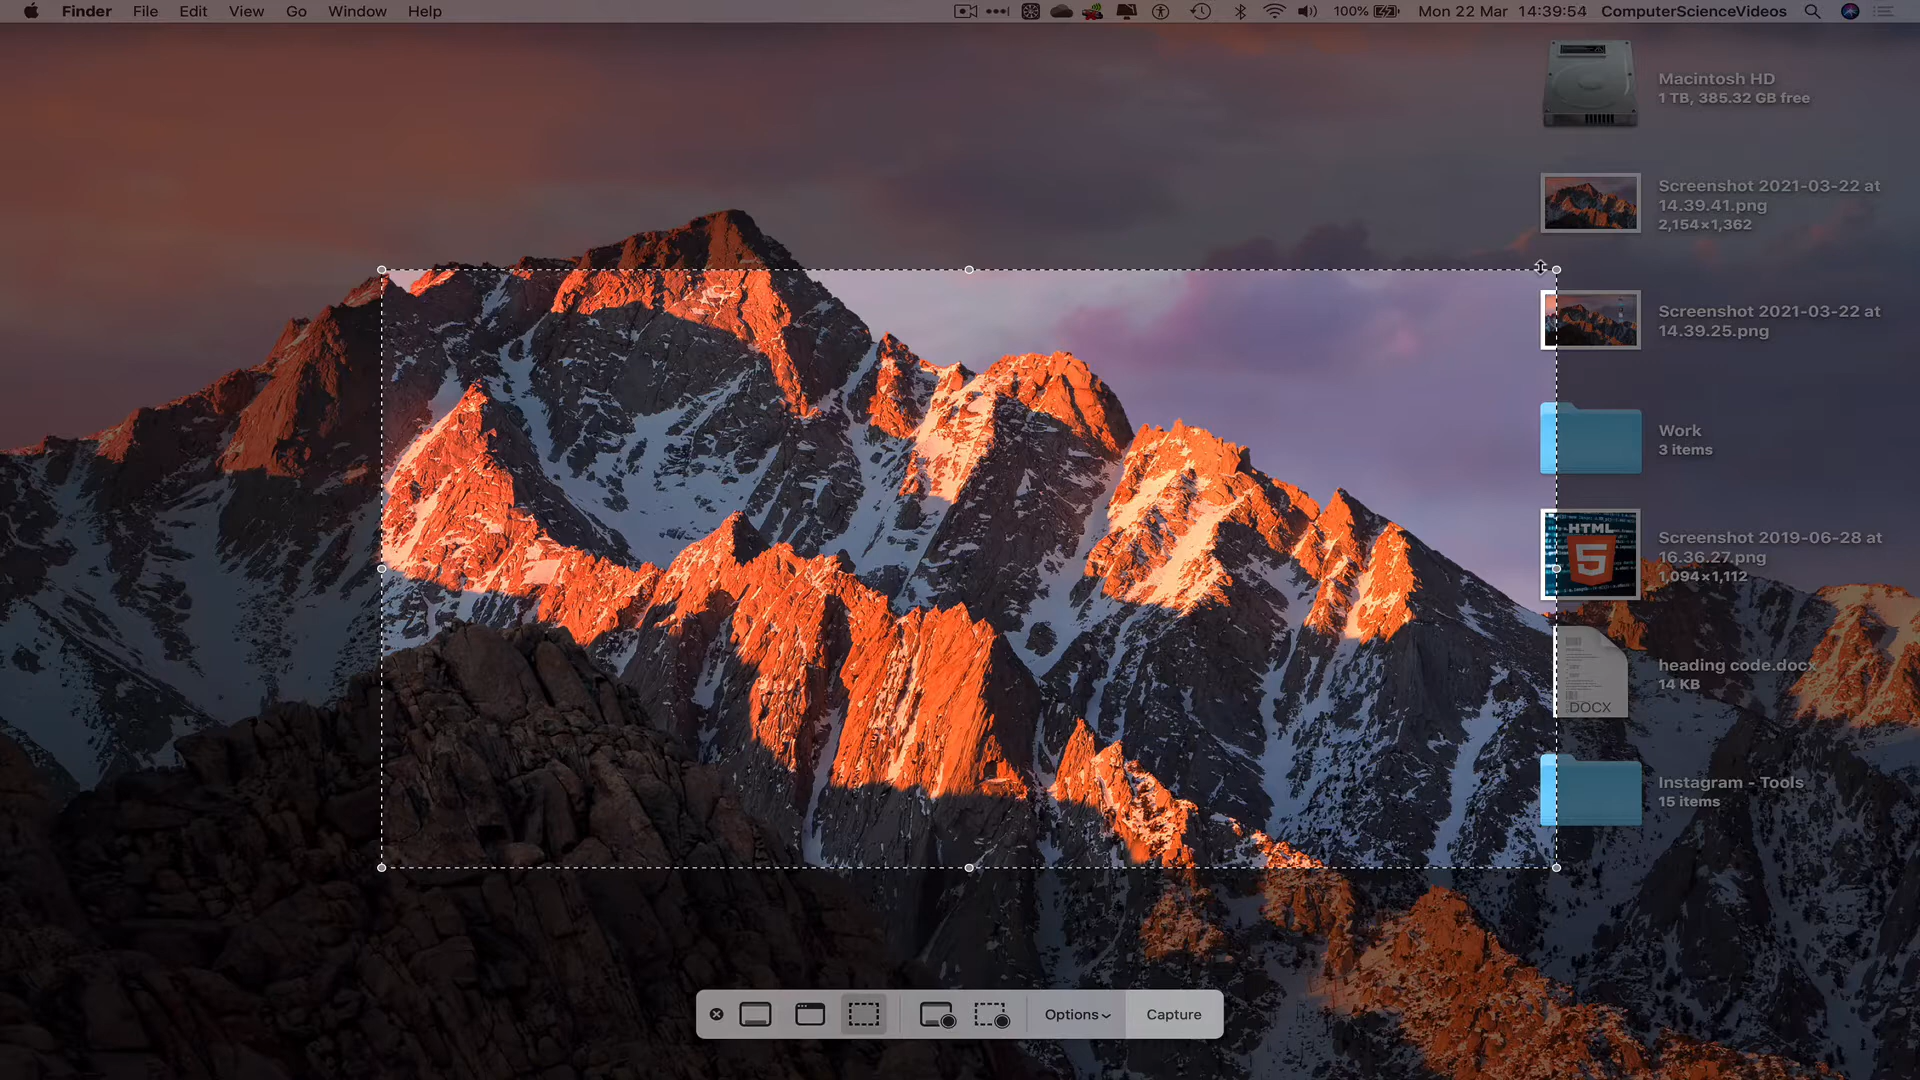 Finder File Edit View Go Window Help 100% Mon 22 Mar 14:39:54 ComputerScienceVideos
Macintosh HD
1 TB, 385.32 GB free
Screenshot 2021-03-22 at
14.39.41.png
2,154×1,362
Screenshot 2021-03-22 at
14.39.25.png
Work
3 items
HTML
5
Screenshot 2019-06-28 at
16.36.27.png
1,094×1,112
heading code.docx
14 KB
DOCX
Instagram - Tools
15 items
Options Capture